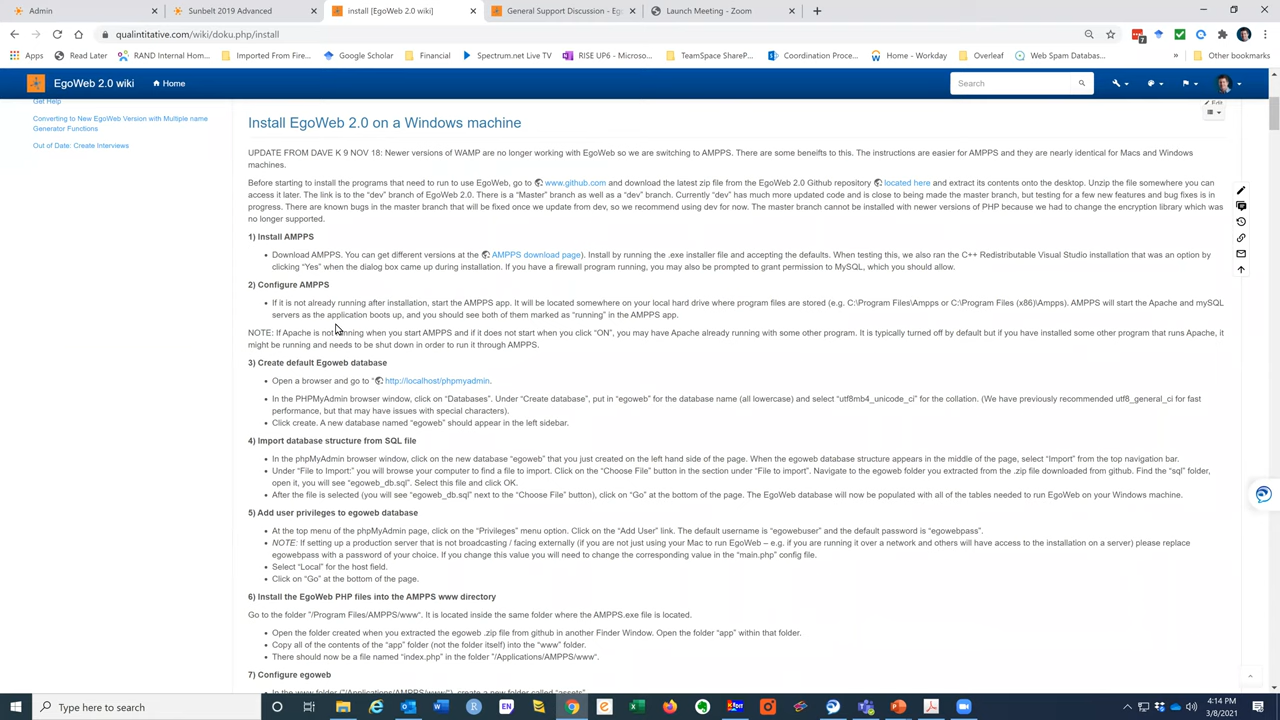 Admin
Sunbelt 2019 Advanced
install [EgoWeb 2.0 wiki]
General Support Discussion - Eg
Launch Meeting - Zoom
qualintitative.com/wiki/doku.php/install
Apps
Read Later
RAND Internal Hom...
Imported From Fire...
Google Scholar
Financial
Spectrum.net Live TV
RISE UP6 - Microso...
TeamSpace ShareP...
Coordination Proce...
Home - Workday
Overleaf
Web Spam Databas...
Other bookmarks
EgoWeb 2.0 wiki
Home
Search
Get Help
Converting to New EgoWeb Version with Multiple name
Generator Functions
Out of Date: Create Interviews
Edit
Install EgoWeb 2.0 on a Windows machine
UPDATE FROM DAVE K 9 NOV 18: Newer versions of WAMP are no longer working with EgoWeb so we are switching to AMPPS. There are some beneifts to this. The instructions are easier for AMPPS and they are nearly identical for Macs and Windows
machines.
Before starting to install the programs that need to run to use EgoWeb, go to www.github.com and download the latest zip file from the EgoWeb 2.0 Github repository located here and extract its contents onto the desktop. Unzip the file somewhere you can
access it later. The link is to the “dev” branch of EgoWeb 2.0. There is a “Master” branch as well as a “dev” branch. Currently “dev” has much more updated code and is close to being made the master branch, but testing for a few new features and bug fixes is in
progress. There are known bugs in the master branch that will be fixed once we update from dev, so we recommend using dev for now. The master branch cannot be installed with newer versions of PHP because we had to change the encryption library which was
no longer supported.
1) Install AMPPS
Download AMPPS. You can get different versions at the AMPPS download page). Install by running the .exe installer file and accepting the defaults. When testing this, we also ran the C++ Redistributable Visual Studio installation that was an option by
clicking “Yes” when the dialog box came up during installation. If you have a firewall program running, you may also be prompted to grant permission to MySQL, which you should allow.
2) Configure AMPPS
If it is not already running after installation, start the AMPPS app. It will be located somewhere on your local hard drive where program files are stored (e.g. C:\Program Files\Ampps or C:\Program Files (x86)\Amps). AMPPS will start the Apache and mySQL
servers as the application boots up, and you should see both of them marked as “running” in the AMPPS app.
NOTE: If Apache is not running when you start AMPPS and if it does not start when you click “ON”, you may have Apache already running with some other program. It is typically turned off by default but if you have installed some other program that runs Apache, it
might be running and needs to be shut down in order to run it through AMPPS.
3) Create default Egoweb database
Open a browser and go to “ http://localhost/phpmyadmin.
In the PHPMyAdmin browser window, click on “Databases”. Under “Create database”, put in “egoweb” for the database name (all lowercase) and select “utf8mb4_unicode_ci” for the collation. (We have previously recommended utf8_general_ci for fast
performance, but that may have issues with special characters).
Click create. A new database named “egoweb” should appear in the left sidebar.
4) Import database structure from SQL file
In the phpMyAdmin browser window, click on the new database “egoweb” that you just created on the left hand side of the page. When the egoweb database structure appears in the middle of the page, select “Import” from the top navigation bar.
Under “File to Import:” you will browse your computer to find a file to import. Click on the “Choose File” button in the section under “File to import”. Navigate to the egoweb folder you extracted from the .zip file downloaded from github. Find the “sql” folder,
open it, you will see “egoweb_db.sql”. Select this file and click OK.
After the file is selected (you will see “egoweb_db.sql” next to the “Choose File” button), click on “Go” at the bottom of the page. The EgoWeb database will now be populated with all of the tables needed to run EgoWeb on your Windows machine.
5) Add user privileges to egoweb database
At the top menu of the phpMyAdmin page, click on the “Privileges” menu option. Click on the “Add User” link. The default username is “egowebuser” and the default password is “egowebpass”.
NOTE: If setting up a production server that is not broadcasting / facing externally (if you are not just using your Mac to run EgoWeb – e.g. if you are running it over a network and others will have access to the installation on a server) please replace
egowebpass with a password of your choice. If you change this value you will need to change the corresponding value in the “main.php” config file.
Select “Local” for the host field.
Click on “Go” at the bottom of the page.
6) Install the EgoWeb PHP files into the AMPPS www directory
Go to the folder “/Program Files/AMPPS/www“. It is located inside the same folder where the AMPPS.exe file is located.
Open the folder created when you extracted the egoweb .zip file from github in another Finder Window. Open the folder “app” within that folder.
Copy all of the contents of the “app” folder (not the folder itself) into the “www” folder.
There should now be a file named “index.php” in the folder “/Applications/AMPPS/www“.
7) Configure egoweb
In the www folder (“/Applications/AMPPS/www/“), create a new folder called “assets”.
Type here to search
4:14 PM
3/8/2021